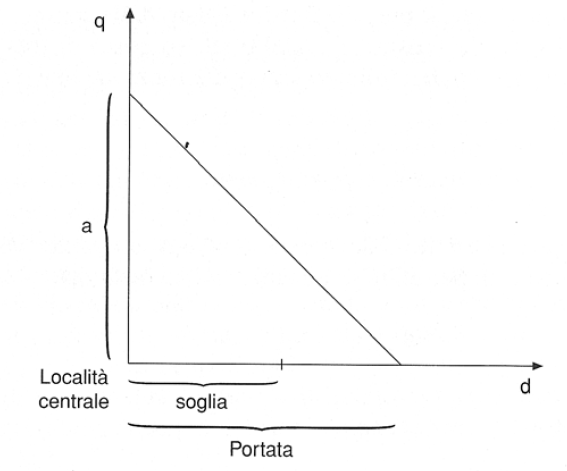 q
a
Località
centrale
soglia
d
Portata